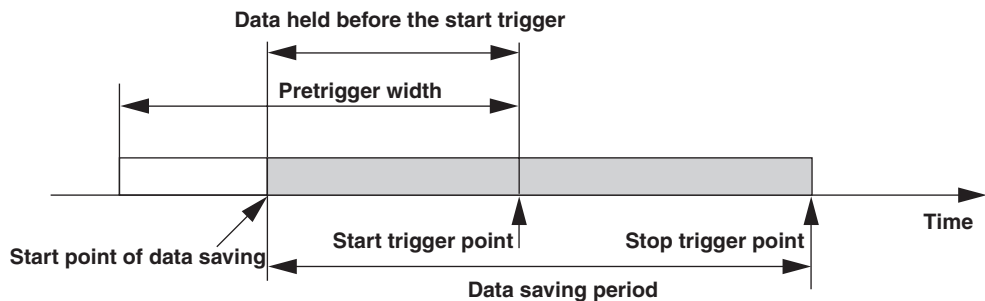 Data held before the start trigger
Pretrigger width
Time
Start point of data saving
Start trigger point
Stop trigger point
Data saving period